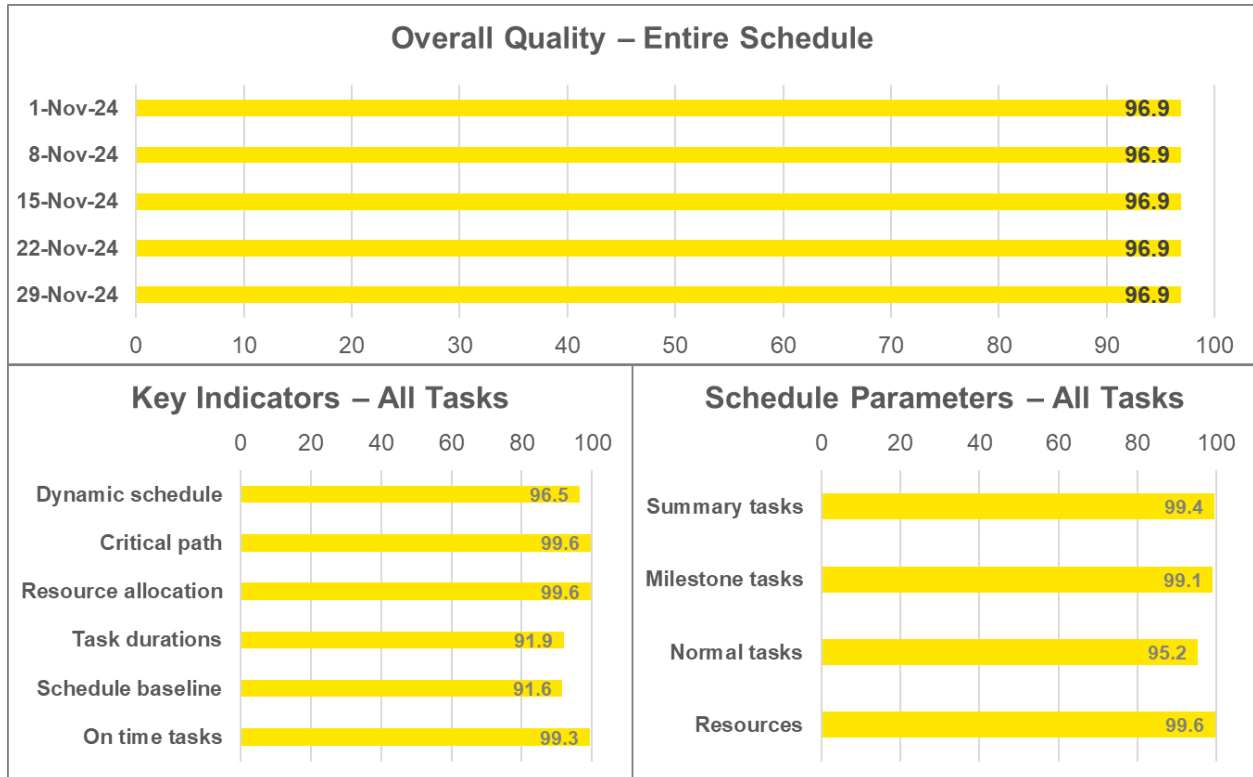 Overall Quality – Entire Schedule
1-Nov-24 96.9
8-Nov-24 96.9
15-Nov-24 96.9
22-Nov-24 96.9
29-Nov-24 96.9
0 10 20 30 40 50 60 70 80 90 100
Key Indicators – All Tasks
0 20 40 60 80 100
Dynamic schedule 96.5
Critical path 99.6
Resource allocation 99.6
Task durations 91.9
Schedule baseline 91.6
On time tasks 99.3
Schedule Parameters – All Tasks
0 20 40 60 80 100
Summary tasks 99.4
Milestone tasks 99.1
Normal tasks 95.2
Resources 99.6